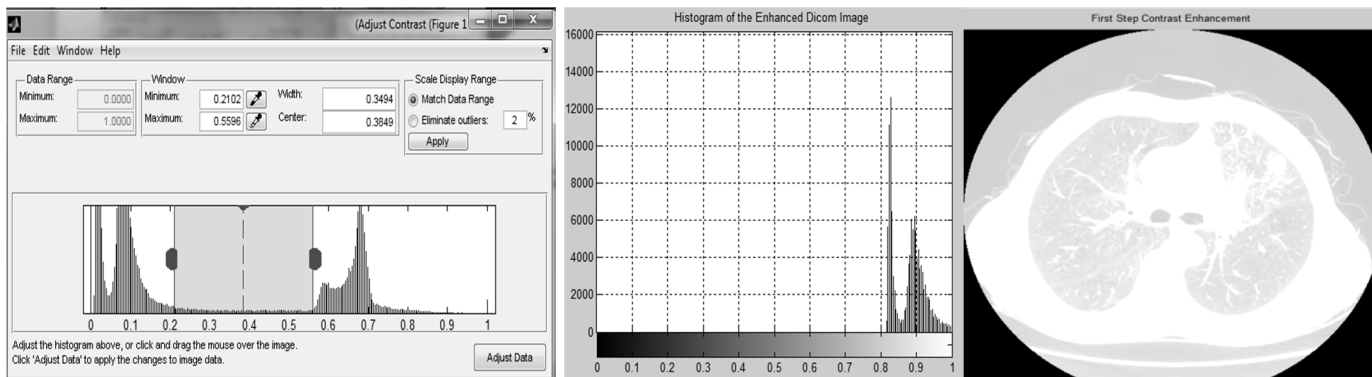 (Adjust Contrast (Figure 1
File Edit Window Help
Data Range
Minimum: 0.0000
Maximum: 1.0000
Window
Minimum: 0.2102 Width: 0.3494
Maximum: 0.5596 Center: 0.3849
Scale Display Range
Match Data Range
Eliminate outliers: 2 %
Apply
0 0.1 0.2 0.3 0.4 0.5 0.6 0.7 0.8 0.9 1
Adjust the histogram above, or click and drag the mouse over the image.
Click 'Adjust Data' to apply the changes to image data.
Adjust Data
Histogram of the Enhanced Dicom Image
16000
14000
12000
10000
8000
6000
4000
2000
0
0 0.1 0.2 0.3 0.4 0.5 0.6 0.7 0.8 0.9 1
First Step Contrast Enhancement